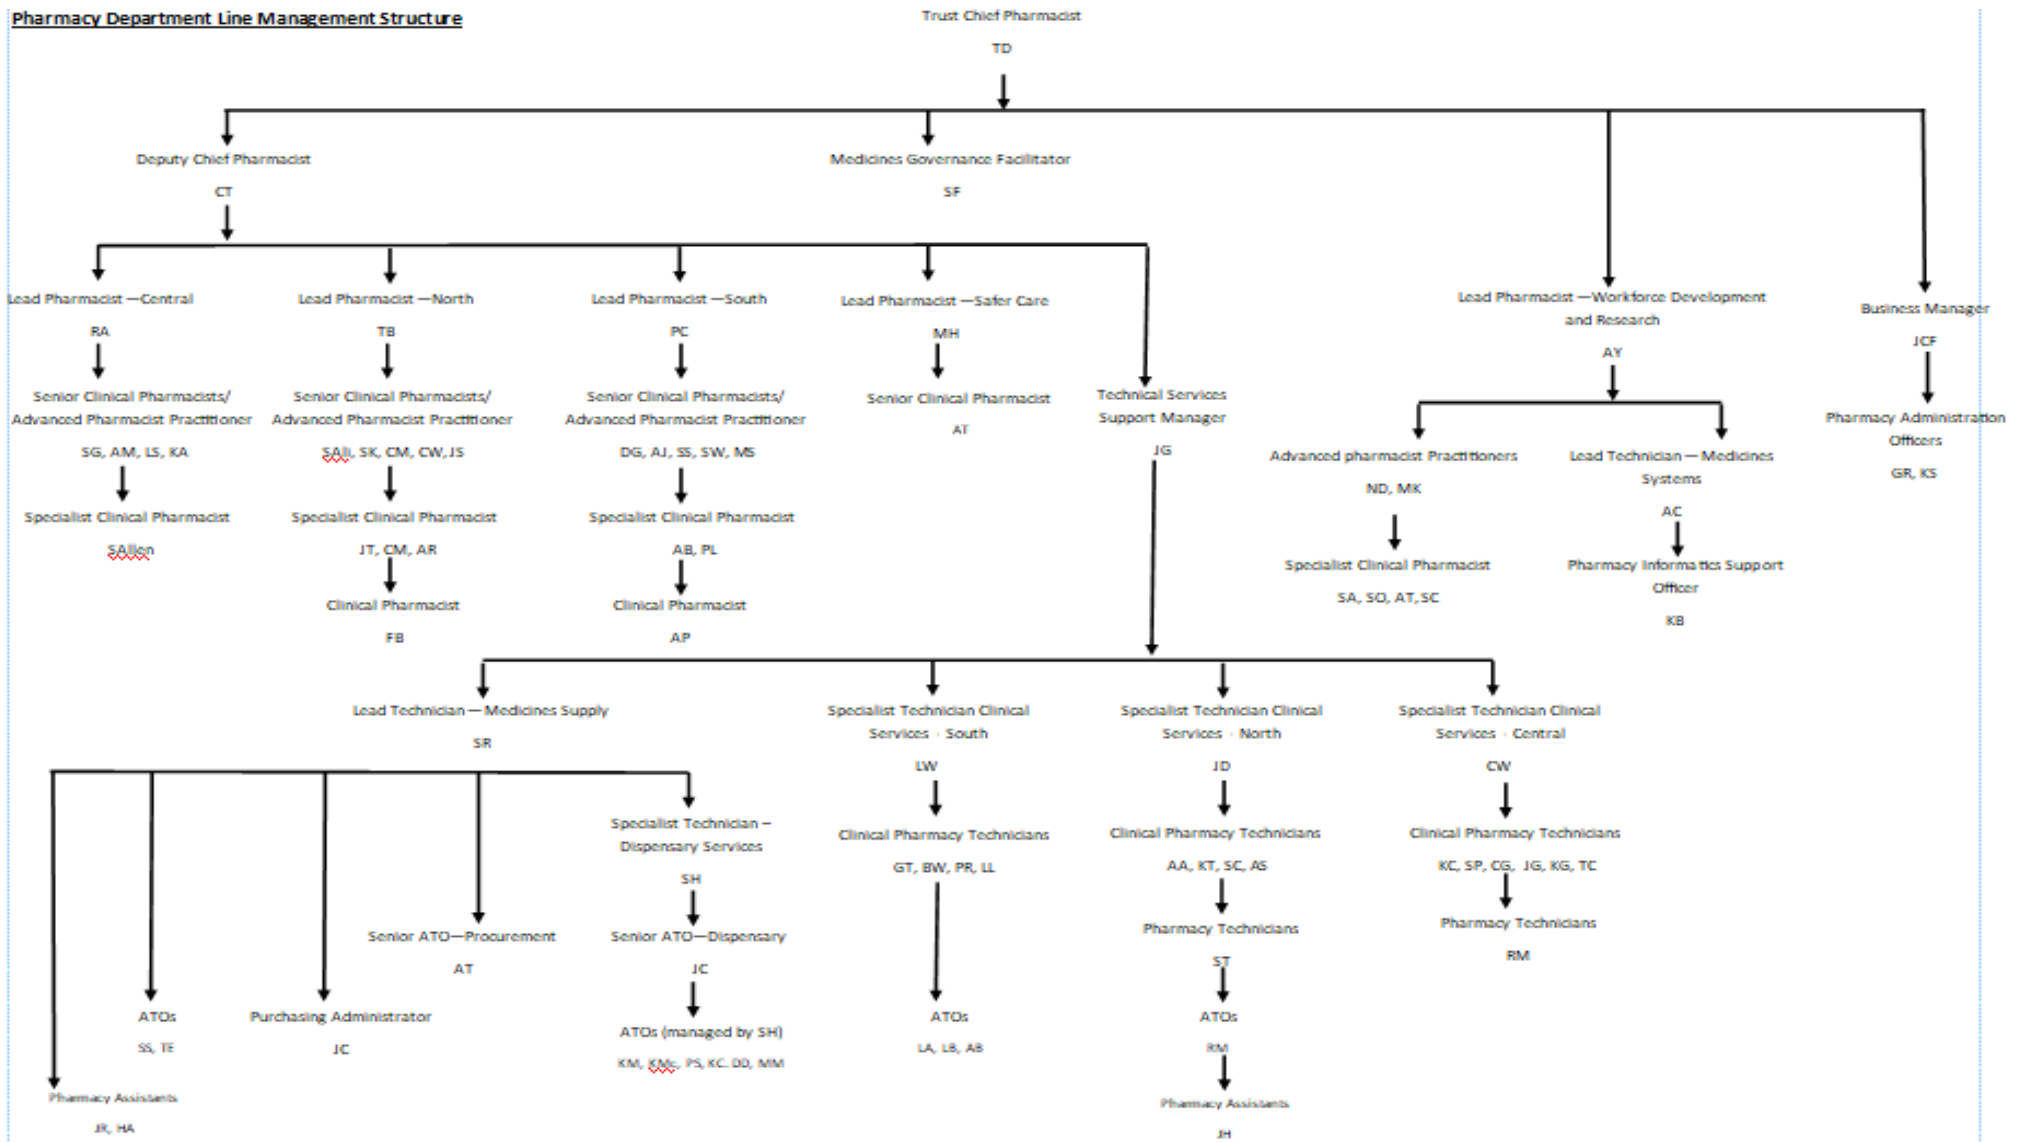 Pharmacy Department Line Management Structure
Trust Chief Pharmacist
TD
Deputy Chief Pharmacist
CT
Medicines Governance Facilitator
SF
Lead Pharmacist —Central
RA
Lead Pharmacist —North
TB
Lead Pharmacist —South
PC
Lead Pharmacist —Safer Care
MH
Lead Pharmacist —Workforce Development
and Research
AY
Business Manager
JCF
Senior Clinical Pharmacists/
Advanced Pharmacist Practitioner
SG, AM, LS, KA
Senior Clinical Pharmacists/
Advanced Pharmacist Practitioner
SAli, SK, CM, CW, JS
Senior Clinical Pharmacists/
Advanced Pharmacist Practitioner
DG, AJ, SS, SW, MS
Senior Clinical Pharmacist
AT
Technical Services
Support Manager
JG
Advanced pharmacist Practitioners
ND, MK
Lead Technician — Medicines
Systems
AC
Pharmacy Administration
Officers
GR, KS
Specialist Clinical Pharmacist
SAllen
Specialist Clinical Pharmacist
JT, CM, AR
Specialist Clinical Pharmacist
AB, PL
Specialist Clinical Pharmacist
SA, SO, AT, SC
Pharmacy Informatics Support
Officer
KB
Clinical Pharmacist
FB
Clinical Pharmacist
AP
Lead Technician — Medicines Supply
SR
Specialist Technician Clinical
Services - South
LW
Specialist Technician Clinical
Services - North
JD
Specialist Technician Clinical
Services - Central
CW
Specialist Technician –
Dispensary Services
SH
Clinical Pharmacy Technicians
GT, BW, PR, LL
Clinical Pharmacy Technicians
AA, KT, SC, AS
Clinical Pharmacy Technicians
KC, SP, CG, JG, KG, TC
Senior ATO—Procurement
AT
Senior ATO—Dispensary
JC
Pharmacy Technicians
ST
Pharmacy Technicians
RM
ATOs
SS, TE
Purchasing Administrator
JC
ATOs (managed by SH)
KM, KMc, PS, KC. DD, MM
ATOs
LA, LB, AB
ATOs
RM
Pharmacy Assistants
JR, HA
Pharmacy Assistants
JH